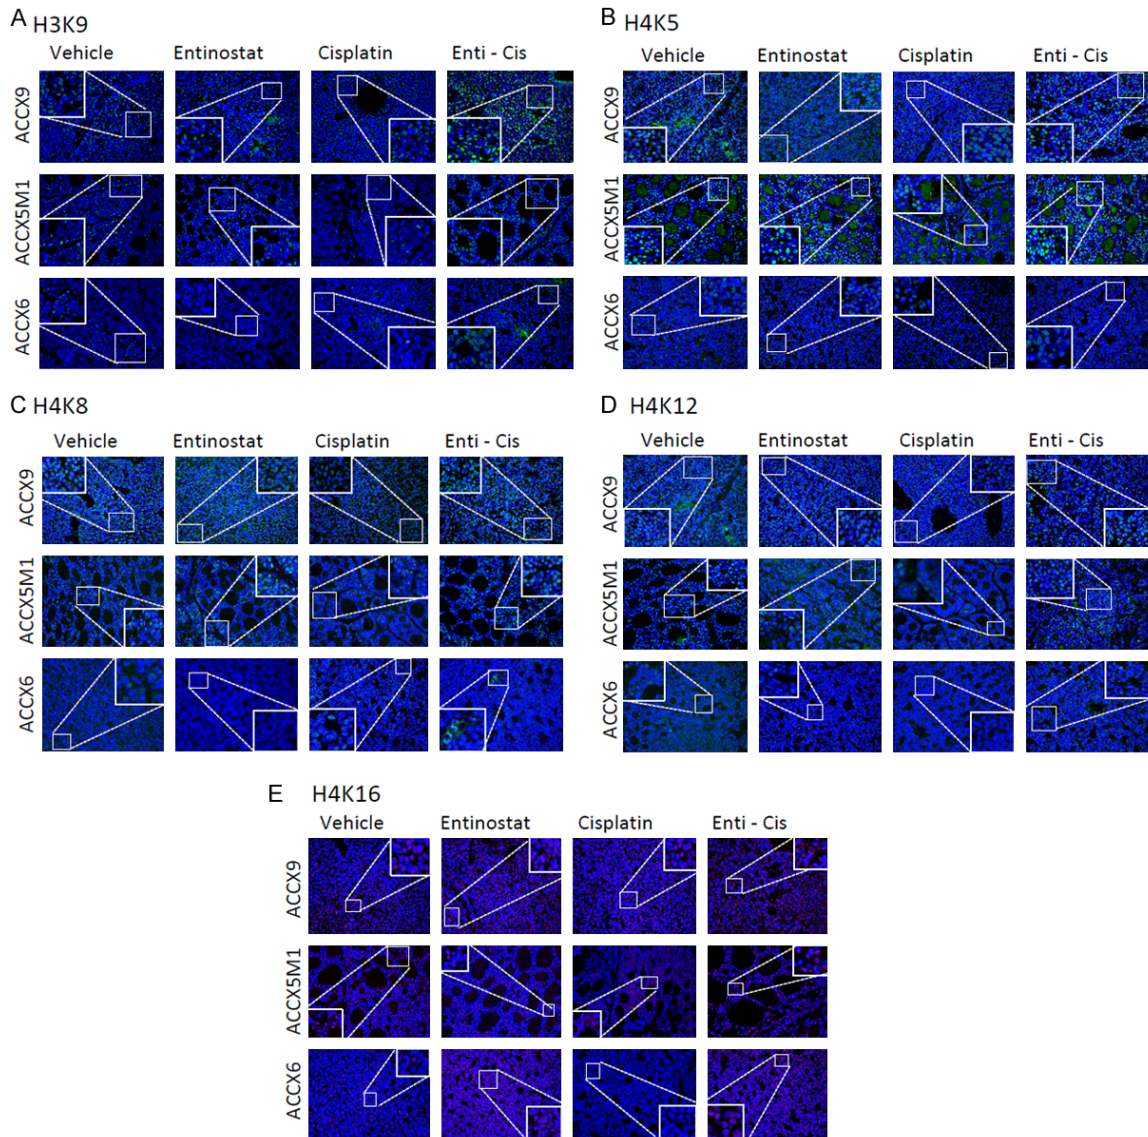 A H3K9
Vehicle Entinostat Cisplatin Enti - Cis
ACCX9
ACCX5M1
ACCX6
B H4K5
Vehicle Entinostat Cisplatin Enti - Cis
ACCX9
ACCX5M1
ACCX6
C H4K8
Vehicle Entinostat Cisplatin Enti - Cis
ACCX9
ACCX5M1
ACCX6
D H4K12
Vehicle Entinostat Cisplatin Enti - Cis
ACCX9
ACCX5M1
ACCX6
E H4K16
Vehicle Entinostat Cisplatin Enti - Cis
ACCX9
ACCX5M1
ACCX6